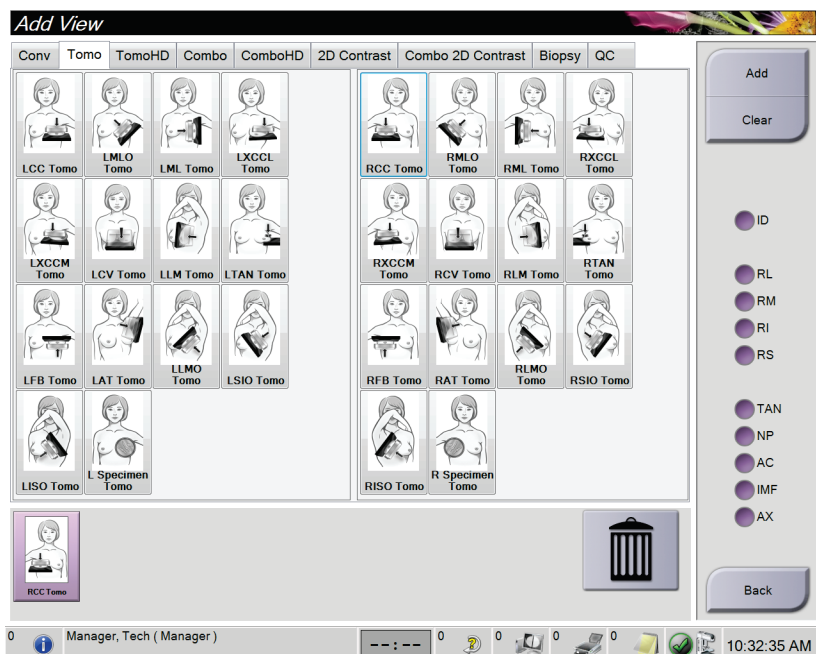 Add View
Conv Tomo TomoHD Combo ComboHD 2D Contrast Combo 2D Contrast Biopsy QC
LCC Tomo
LMLO
Tomo
LML Tomo
LXCCL
Tomo
RCC Tomo
RMLO
Tomo
RML Tomo
RXCCL
Tomo
LXCCM
Tomo
LCV Tomo
LLM Tomo
LTAN Tomo
RXCCM
Tomo
RCV Tomo
RLM Tomo
RTAN
Tomo
LFB Tomo
LAT Tomo
LLMO
Tomo
LSIO Tomo
RFB Tomo
RAT Tomo
RLMO
Tomo
RSIO Tomo
LISO Tomo
L Specimen
Tomo
RISO Tomo
R Specimen
Tomo
RCC Tomo
Add
Clear
ID
RL
RM
RI
RS
TAN
NP
AC
IMF
AX
Back
0 Manager, Tech ( Manager ) --:-- 0 0 0 0 10:32:35 AM